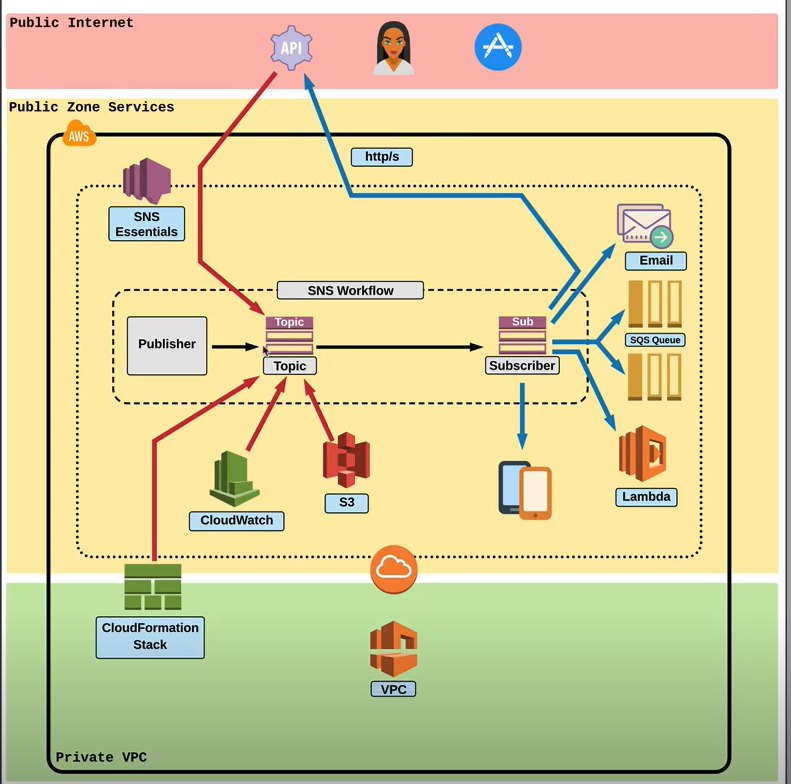 Public Internet
API
Public Zone Services
AWS
http/s
SNS
Essentials
Email
SNS Workflow
Publisher
Topic
Topic
Sub
Subscriber
SQS Queue
CloudWatch
S3
Lambda
CloudFormation
Stack
VPC
Private VPC